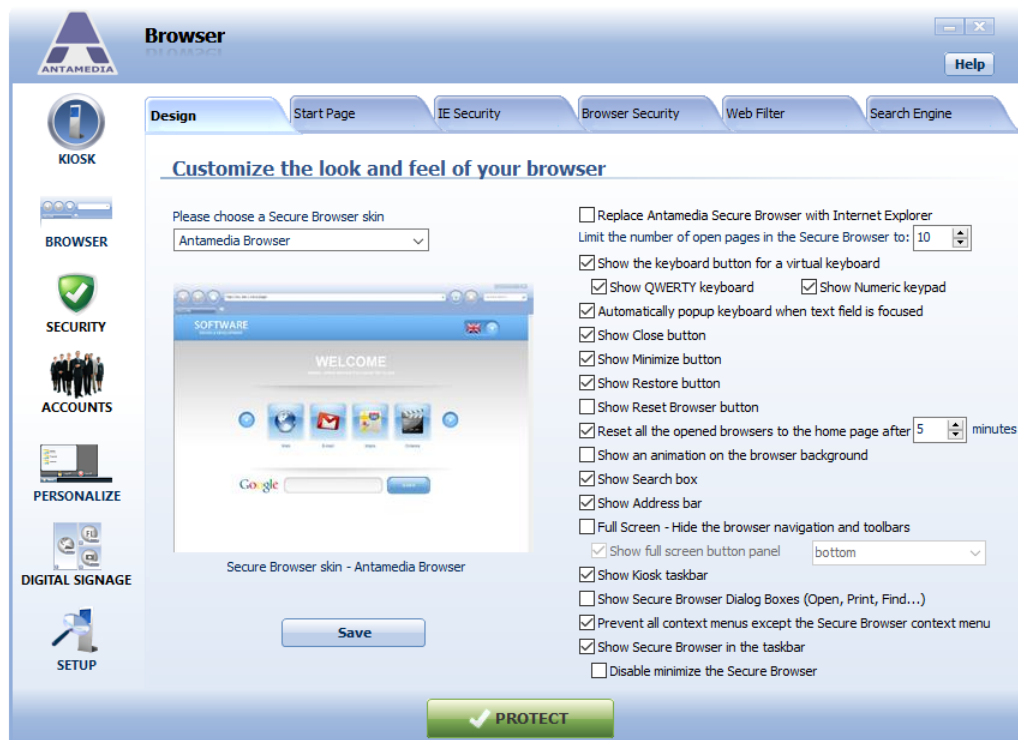 ANTAMEDIA
Browser
Help
Design
Start Page
IE Security
Browser Security
Web Filter
Search Engine
KIOSK
BROWSER
SECURITY
ACCOUNTS
PERSONALIZE
DIGITAL SIGNAGE
SETUP
Customize the look and feel of your browser
Please choose a Secure Browser skin
Antamedia Browser
SOFTWARE
WELCOME
Google
Secure Browser skin - Antamedia Browser
Save
Replace Antamedia Secure Browser with Internet Explorer
Limit the number of open pages in the Secure Browser to: 10
Show the keyboard button for a virtual keyboard
Show QWERTY keyboard Show Numeric keypad
Automatically popup keyboard when text field is focused
Show Close button
Show Minimize button
Show Restore button
Show Reset Browser button
Reset all the opened browsers to the home page after 5 minutes
Show an animation on the browser background
Show Search box
Show Address bar
Full Screen - Hide the browser navigation and toolbars
Show full screen button panel bottom
Show Kiosk taskbar
Show Secure Browser Dialog Boxes (Open, Print, Find...)
Prevent all context menus except the Secure Browser context menu
Show Secure Browser in the taskbar
Disable minimize the Secure Browser
PROTECT